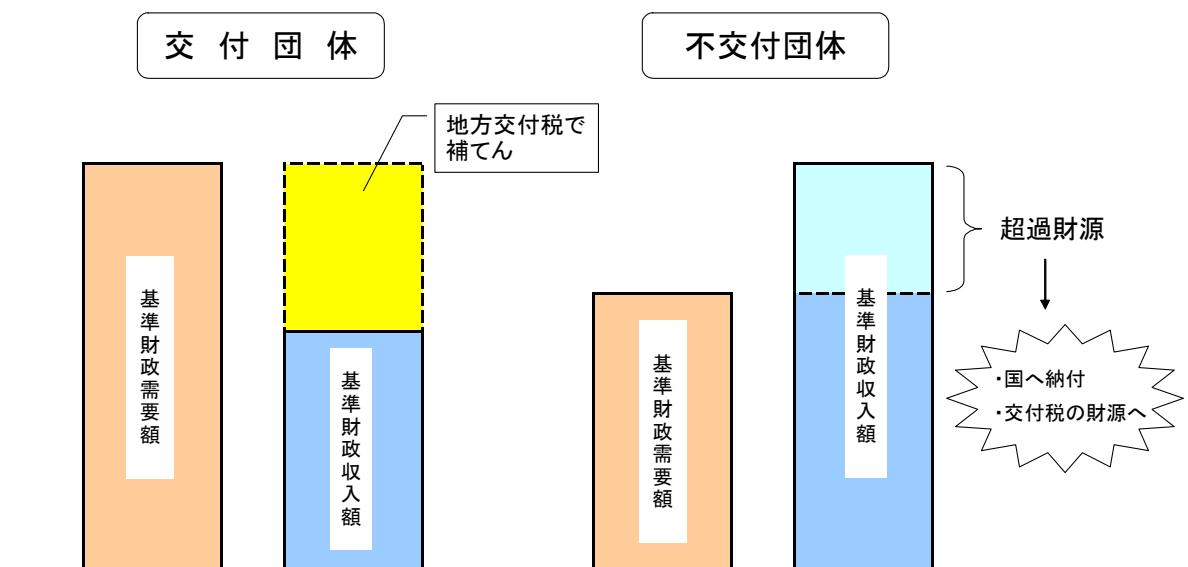 交付団体
不交付団体
地方交付税で
補てん
基準財政需要額
基準財政収入額
基準財政需要額
基準財政収入額
超過財源
・国へ納付
・交付税の財源へ